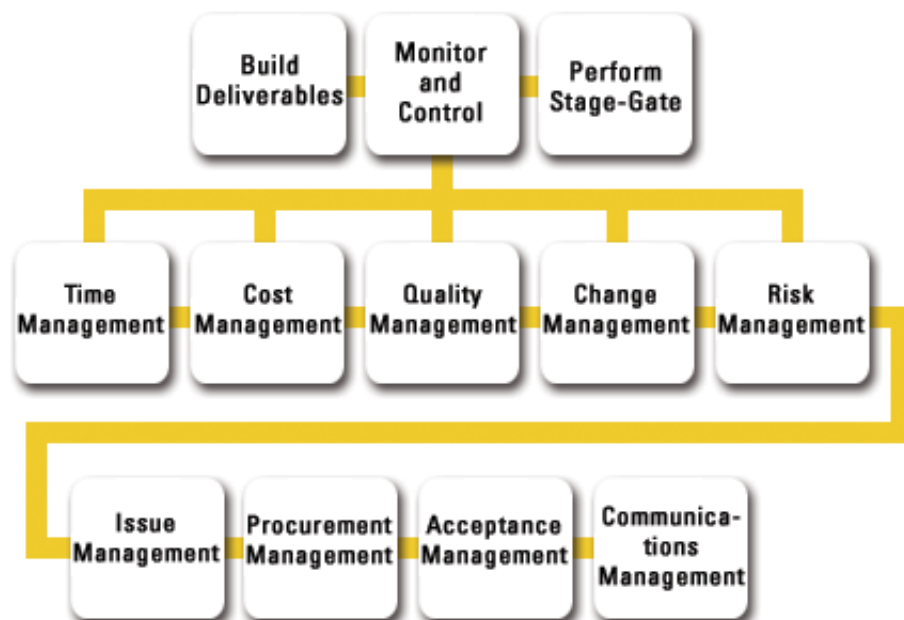 Build
Deliverables
Monitor
and
Control
Perform
Stage-Gate
Time
Management
Cost
Management
Quality
Management
Change
Management
Risk
Management
Issue
Management
Procurement
Management
Acceptance
Management
Communica-
tions
Management